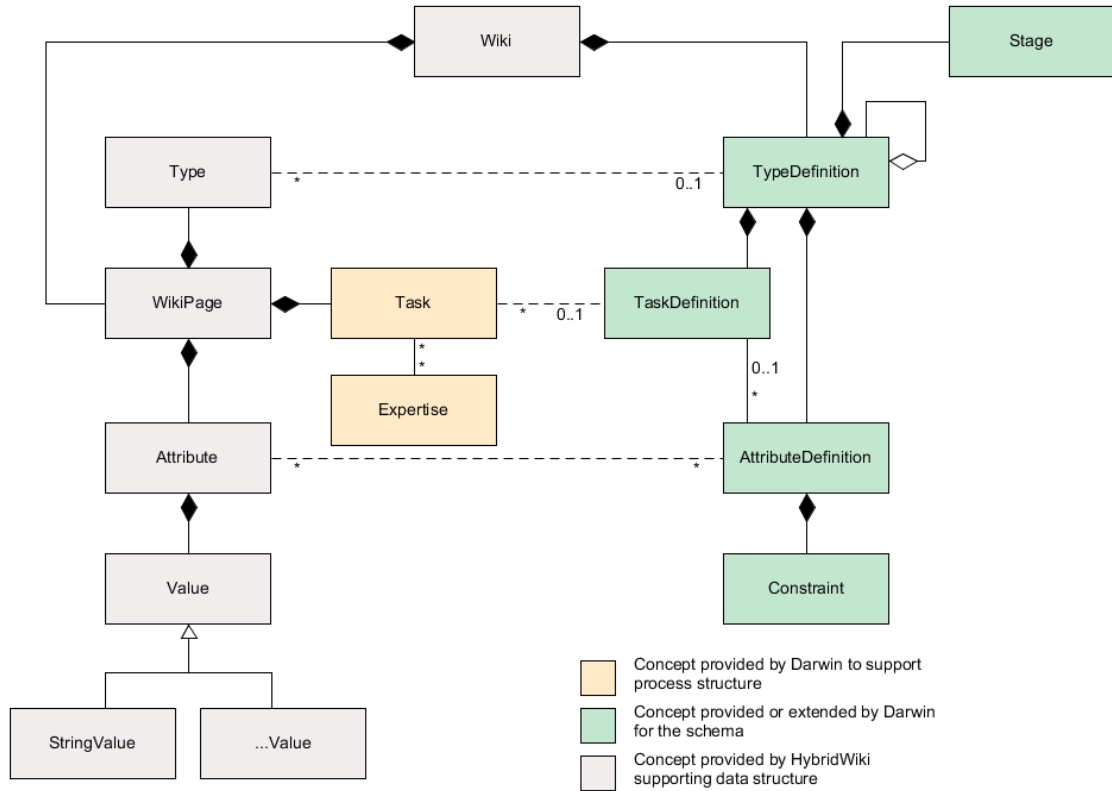 Wiki
Stage
Type
*
0..1
TypeDefinition
WikiPage
Task
*
0..1
TaskDefinition
*
*
0..1
*
Expertise
Attribute
*
*
AttributeDefinition
Value
Constraint
StringValue
...Value
Concept provided by Darwin to support
process structure
Concept provided or extended by Darwin
for the schema
Concept provided by HybridWiki
supporting data structure